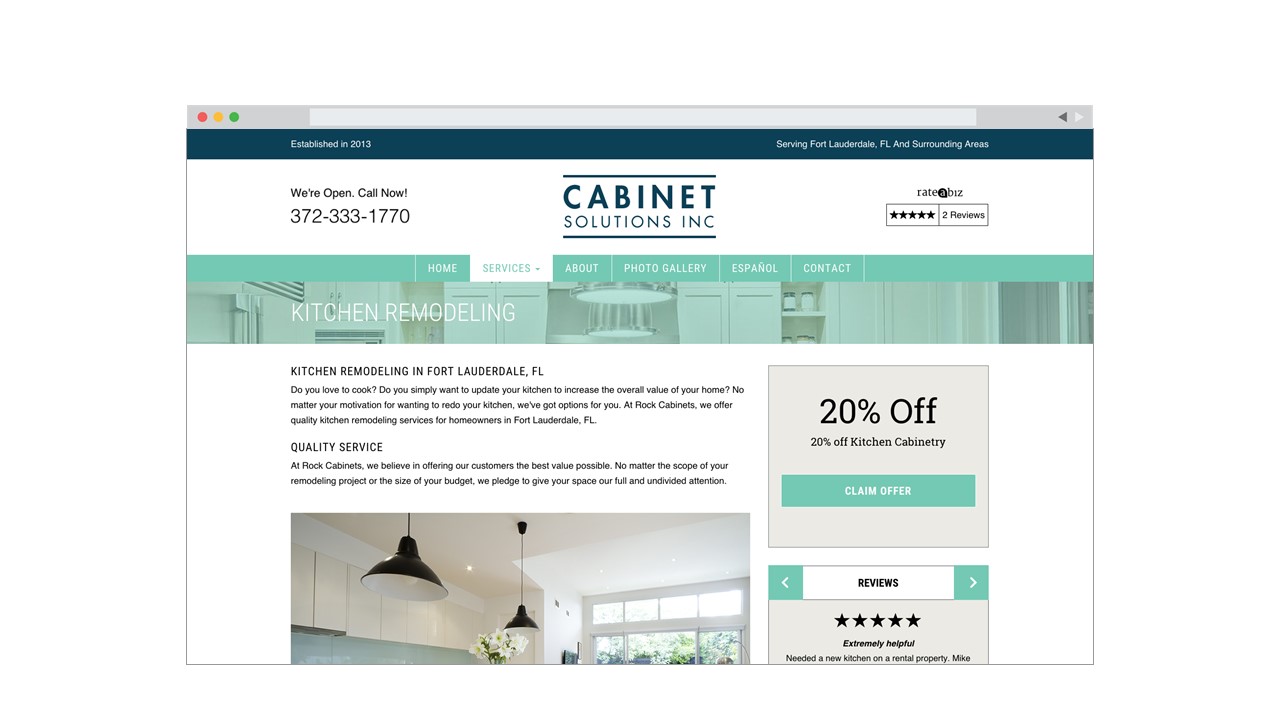 Established in 2013
Serving Fort Lauderdale, FL And Surrounding Areas
We're Open. Call Now!
372-333-1770
CABINET
SOLUTIONS INC
rateabiz
★★★★★ 2 Reviews
HOME SERVICES ABOUT PHOTO GALLERY ESPAÑOL CONTACT
KITCHEN REMODELING
KITCHEN REMODELING IN FORT LAUDERDALE, FL
Do you love to cook? Do you simply want to update your kitchen to increase the overall value of your home? No
matter your motivation for wanting to redo your kitchen, we've got options for you. At Rock Cabinets, we offer
quality kitchen remodeling services for homeowners in Fort Lauderdale, FL.
QUALITY SERVICE
At Rock Cabinets, we believe in offering our customers the best value possible. No matter the scope of your
remodeling project or the size of your budget, we pledge to give your space our full and undivided attention.
20% Off
20% off Kitchen Cabinetry
CLAIM OFFER
REVIEWS
★★★★★
Extremely helpful
Needed a new kitchen on a rental property. Mike